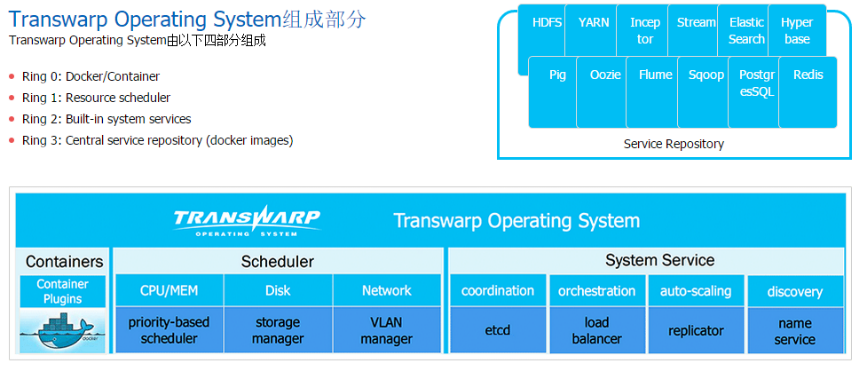 Transwarp Operating System组成部分
Transwarp Operating System由以下四部分组成
Ring 0: Docker/Container
Ring 1: Resource scheduler
Ring 2: Built-in system services
Ring 3: Central service repository (docker images)
HDFS YARN Incep Stream Elastic Hyper
tor Search base
Pig Oozie Flume Sqoop Postgr Redis
esSQL
Service Repository
TRANSWARP Transwarp Operating System
OPERATING SYSTEM
Containers Scheduler System Service
Container CPU/MEM Disk Network coordination orchestration auto-scaling discovery
Plugins
priority-based storage VLAN etcd load replicator name
scheduler manager manager balancer service
docker